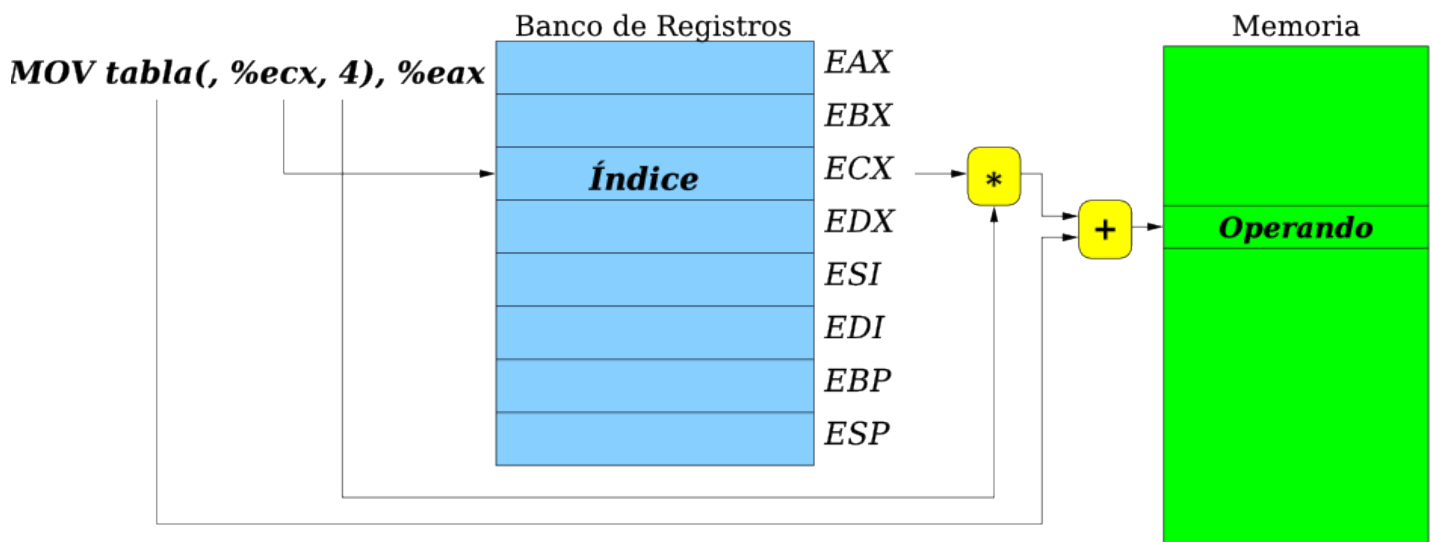 Banco de Registros
Memoria
MOV tabla(, %ecx, 4), %eax
EAX
EBX
Índice
ECX
*
EDX
+
Operando
ESI
EDI
EBP
ESP